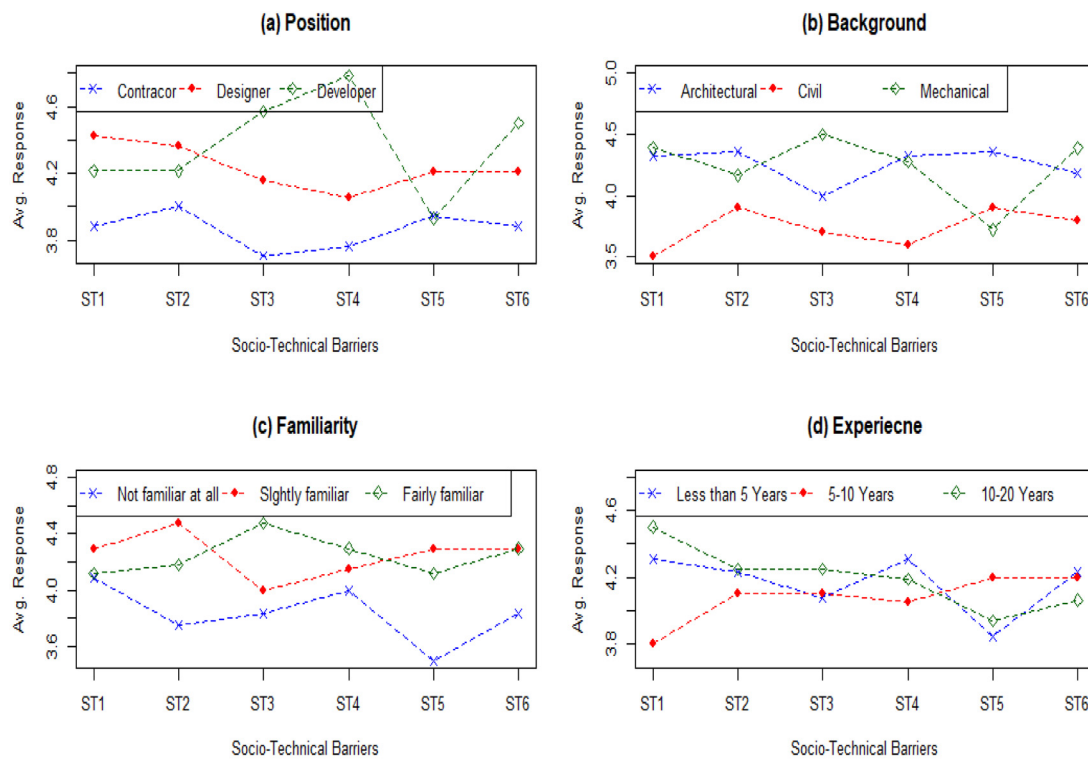 (a) Position
Contracor Designer Developer
Avg. Response
3.8 4.2 4.6
ST1 ST2 ST3 ST4 ST5 ST6
Socio-Technical Barriers
(b) Background
Architectural Civil Mechanical
Avg. Response
3.5 4.0 4.5 5.0
ST1 ST2 ST3 ST4 ST5 ST6
Socio-Technical Barriers
(c) Familiarity
Not familiar at all Slghtly familiar Fairly familiar
Avg. Response
3.6 4.0 4.4 4.8
ST1 ST2 ST3 ST4 ST5 ST6
Socio-Technical Barriers
(d) Experiecne
Less than 5 Years 5-10 Years 10-20 Years
Avg. Response
3.8 4.2 4.6
ST1 ST2 ST3 ST4 ST5 ST6
Socio-Technical Barriers